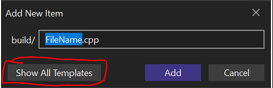 Add New Item
build/ FileName.cpp
Show All Templates Add Cancel